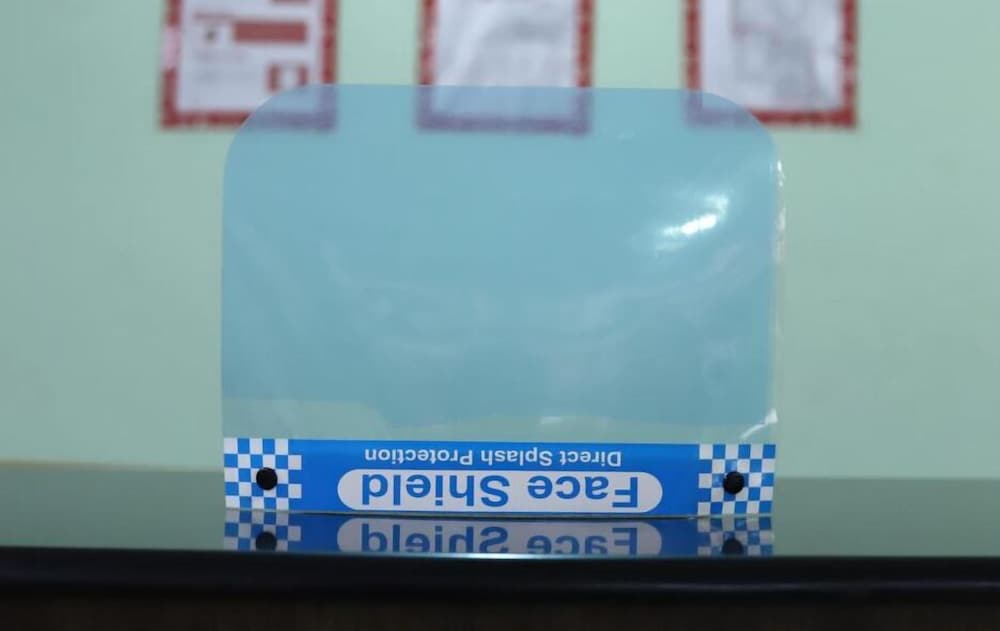 Face Shield
Direct Splash Protection